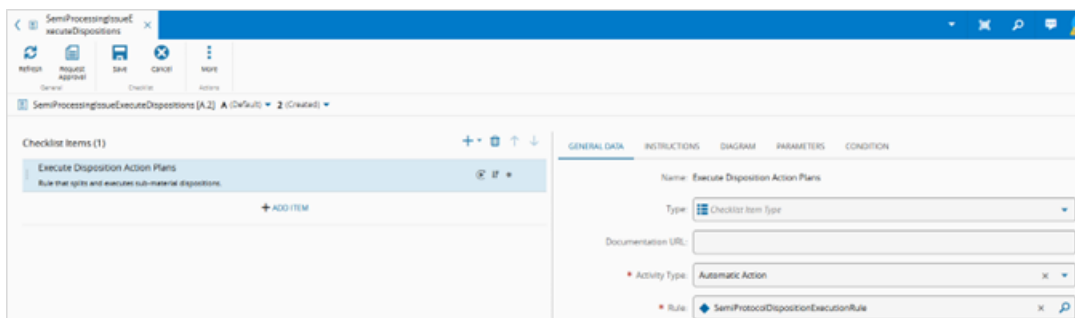 SemiProcessingIssueE
xecuteDispositions
Refresh
Request
Approval
Save
Cancel
More
General
Checklist
Actions
SemiProcessingIssueExecuteDispositions [A.2] A (Default) 2 (Created)
Checklist Items (1)
Execute Disposition Action Plans
Rule that splits and executes sub-material dispositions
ADD ITEM
GENERAL DATA INSTRUCTIONS DIAGRAM PARAMETERS CONDITION
Name: Execute Disposition Action Plans
Type: Checklist Item Type
Documentation URL:
* Activity Type: Automatic Action
* Rule: SemiProtocolDispositionExecutionRule